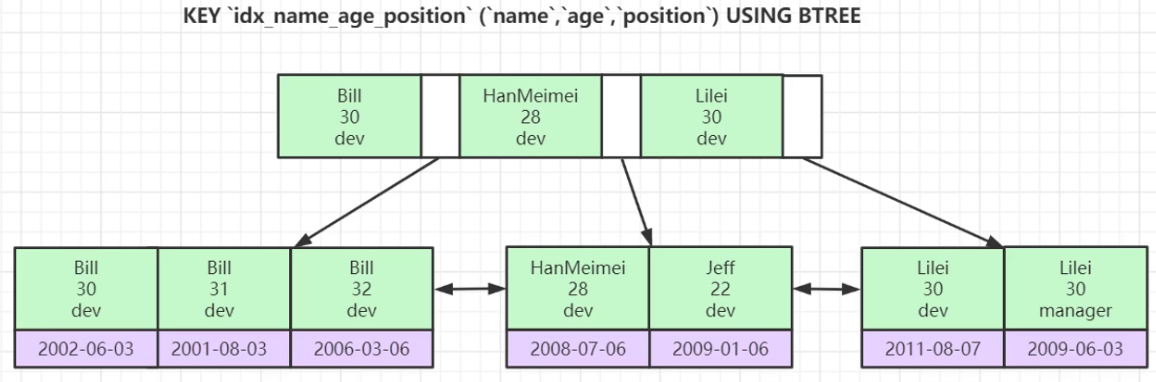 KEY `idx_name_age_position` (`name`,`age`,`position`) USING BTREE
Bill
30
dev
HanMeimei
28
dev
Lilei
30
dev
Bill
30
dev
2002-06-03
Bill
31
dev
2001-08-03
Bill
32
dev
2006-03-06
HanMeimei
28
dev
2008-07-06
Jeff
22
dev
2009-01-06
Lilei
30
dev
2011-08-07
Lilei
30
manager
2009-06-03